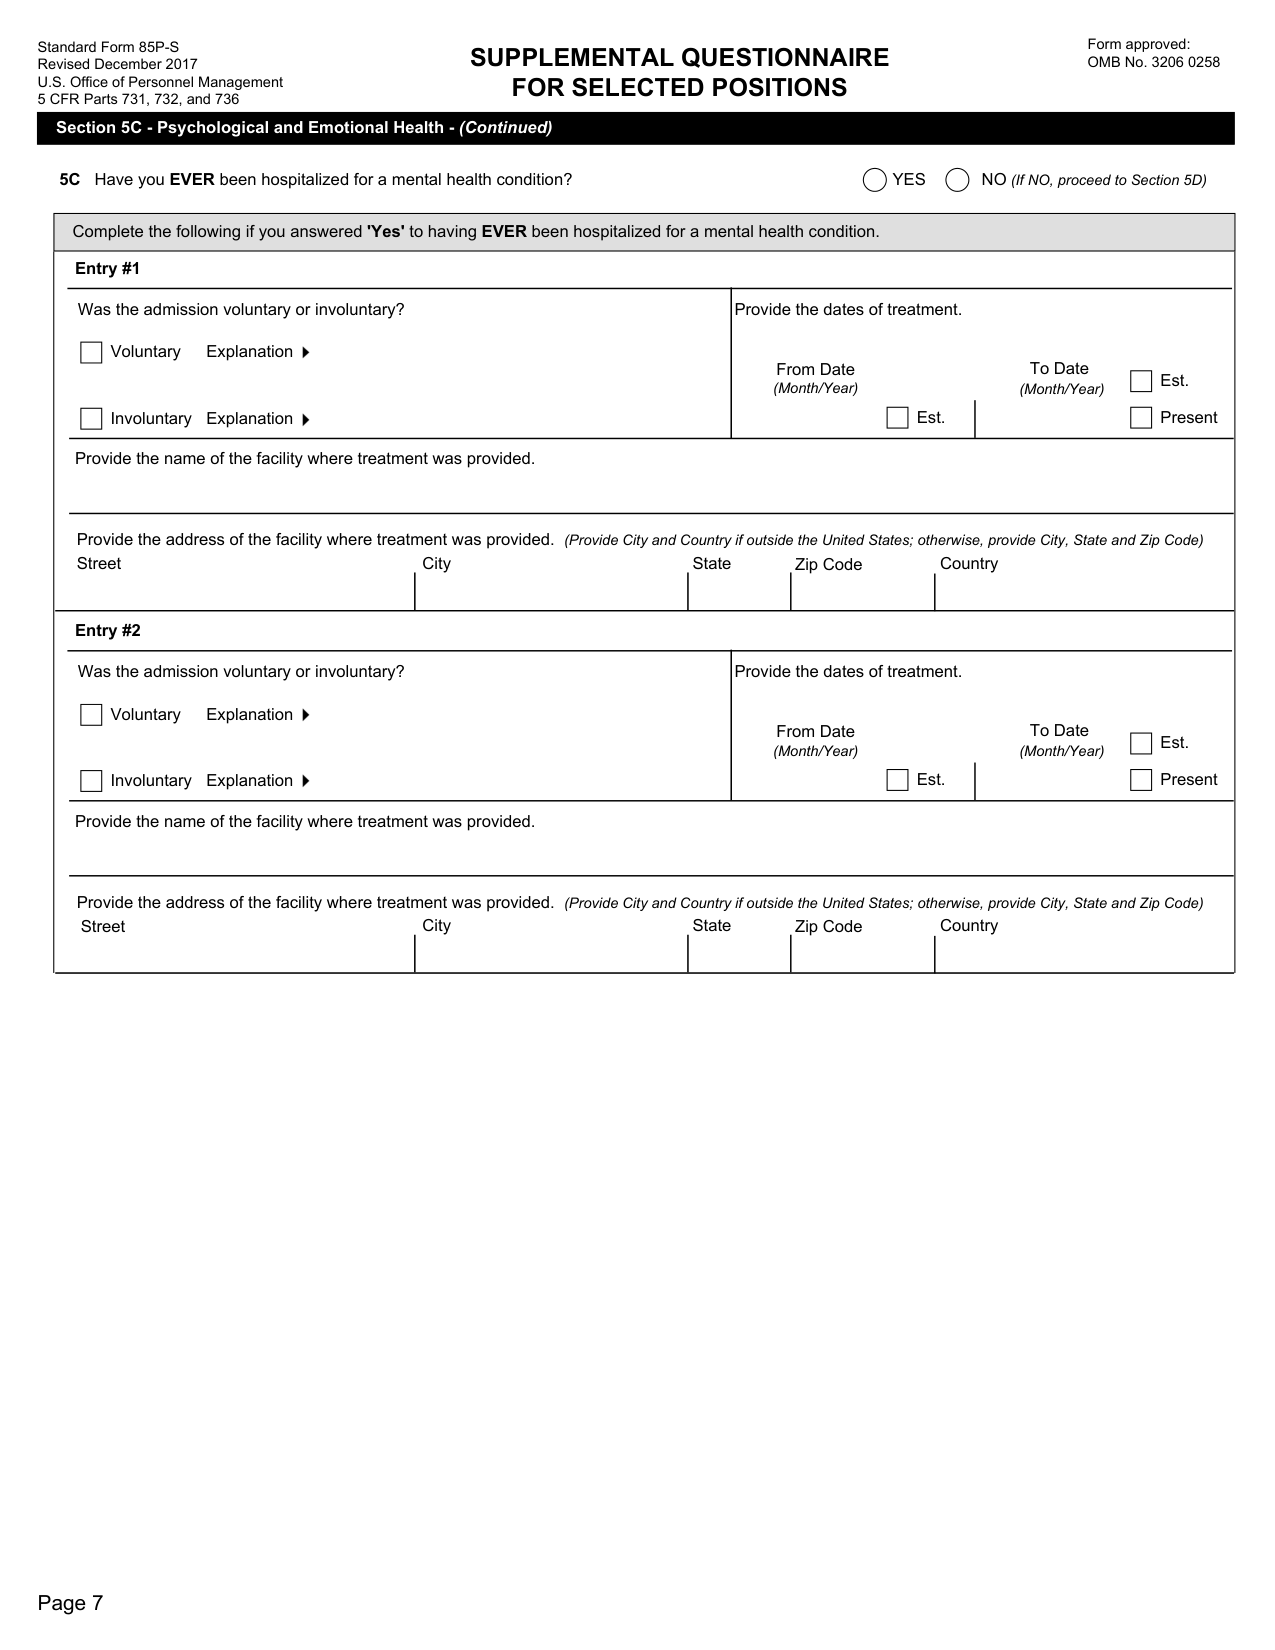 Standard Form 85P-S
Revised December 2017
U.S. Office of Personnel Management
5 CFR Parts 731, 732, and 736
SUPPLEMENTAL QUESTIONNAIRE
FOR SELECTED POSITIONS
Form approved:
OMB No. 3206 0258
Section 5C - Psychological and Emotional Health - (Continued)
5C Have you EVER been hospitalized for a mental health condition? YES NO (If NO, proceed to Section 5D)
Complete the following if you answered 'Yes' to having EVER been hospitalized for a mental health condition.
Entry #1
Was the admission voluntary or involuntary?
Voluntary Explanation
Involuntary Explanation
Provide the dates of treatment.
From Date
(Month/Year)
Est.
To Date
(Month/Year)
Est.
Present
Provide the name of the facility where treatment was provided.
Provide the address of the facility where treatment was provided. (Provide City and Country if outside the United States; otherwise, provide City, State and Zip Code)
Street City State Zip Code Country
Entry #2
Was the admission voluntary or involuntary?
Voluntary Explanation
Involuntary Explanation
Provide the dates of treatment.
From Date
(Month/Year)
Est.
To Date
(Month/Year)
Est.
Present
Provide the name of the facility where treatment was provided.
Provide the address of the facility where treatment was provided. (Provide City and Country if outside the United States; otherwise, provide City, State and Zip Code)
Street City State Zip Code Country
Page 7